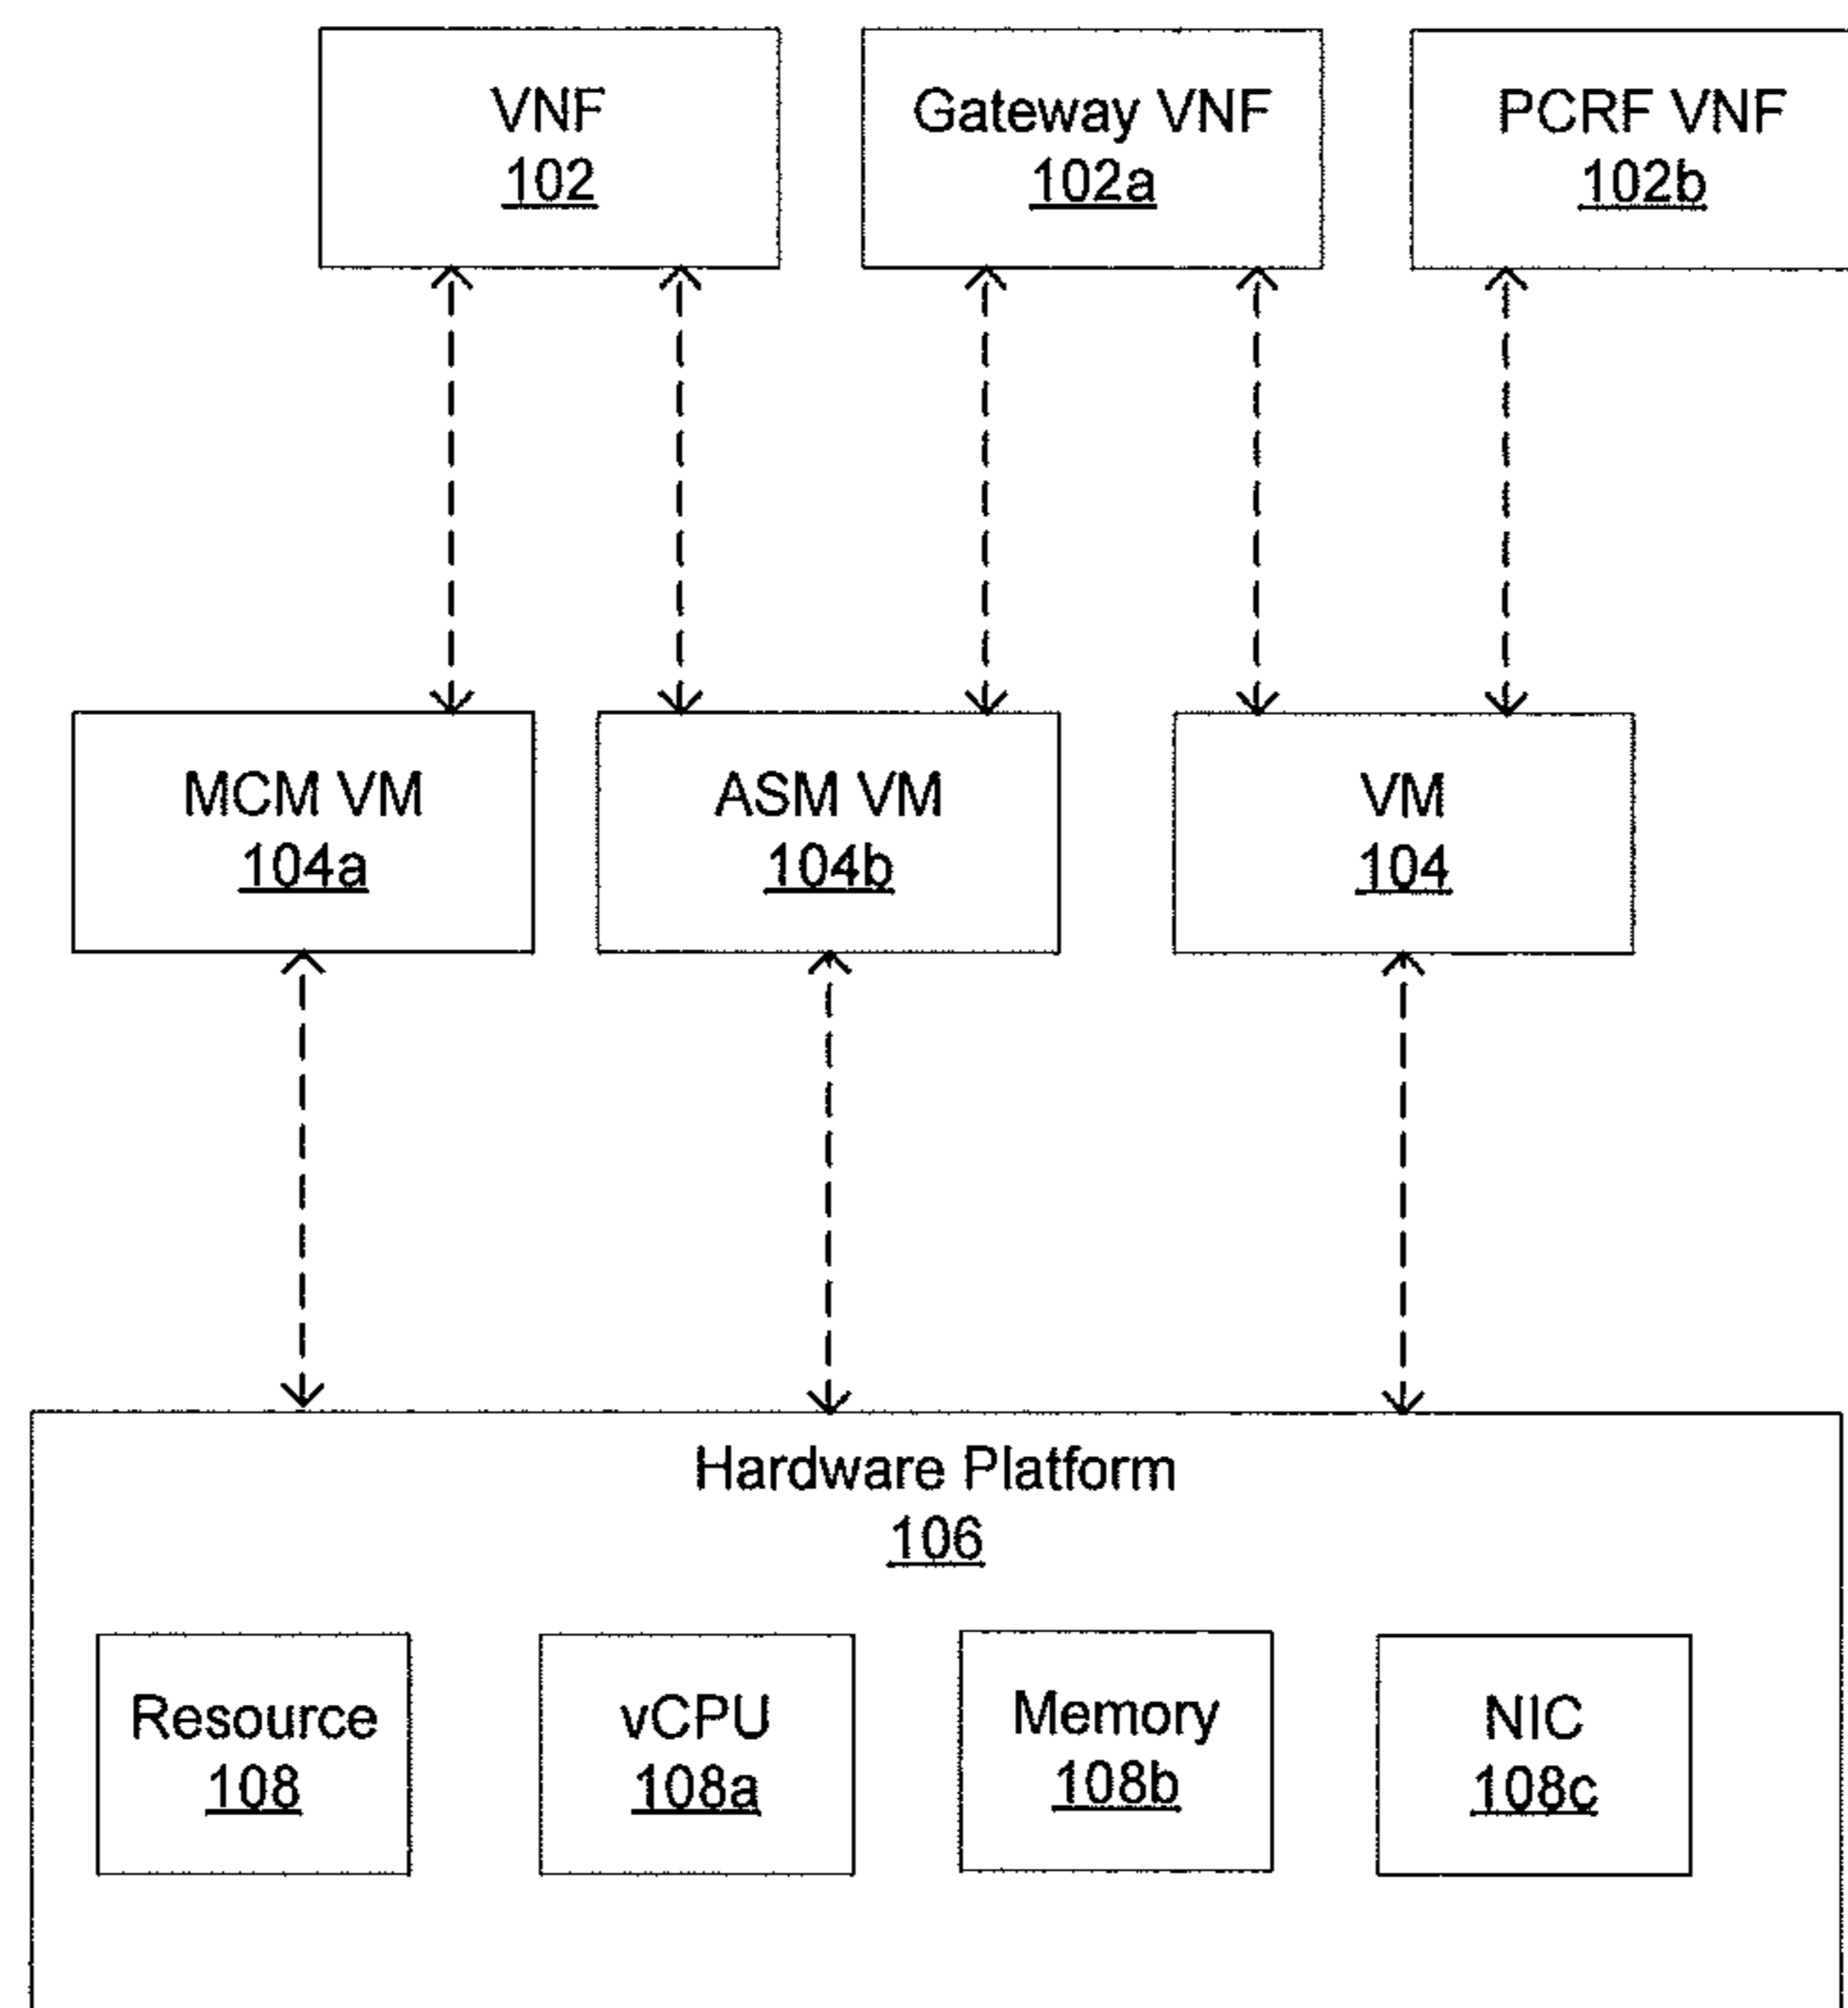 VNF
102
Gateway VNF
102a
PCRF VNF
102b
MCM VM
104a
ASM VM
104b
VM
104
Hardware Platform
106
Resource
108
vCPU
108a
Memory
108b
NIC
108c